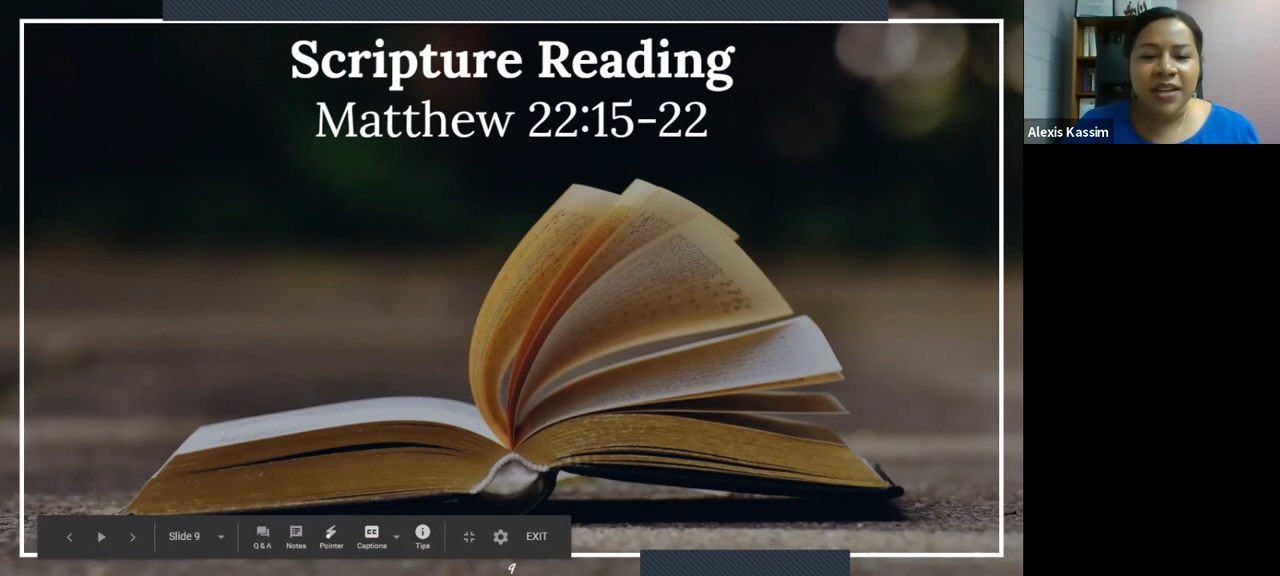 Scripture Reading
Matthew 22:15-22
Alexis Kassim
Slide 9
Q & A
Notes
Pointer
Captions
Tips
EXIT
9